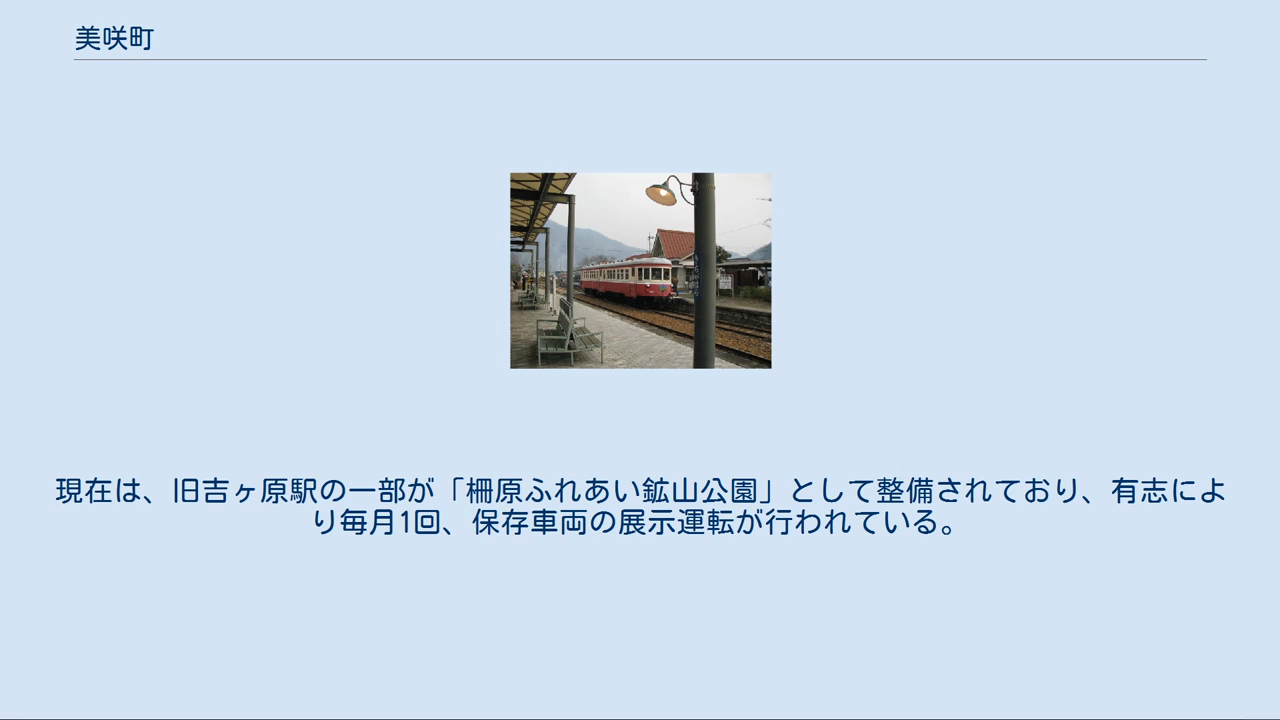 美咲町
現在は、旧吉ヶ原駅の一部が「柵原ふれあい鉱山公園」として整備されており、有志によ
り毎月1回、保存車両の展示運転が行われている。